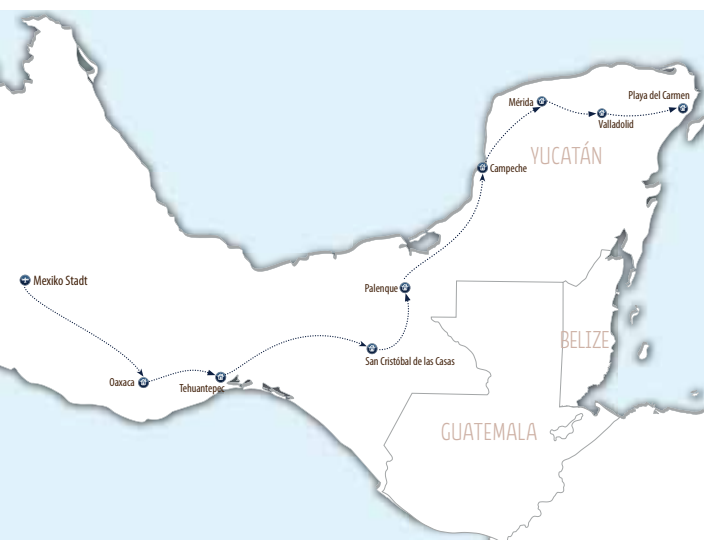 Playa del Carmen
Mérida
Valladolid
YUCATÁN
Campeche
Mexiko Stadt
Palenque
BELIZE
San Cristóbal de las Casas
Oaxaca
Tehuantepec
GUATEMALA